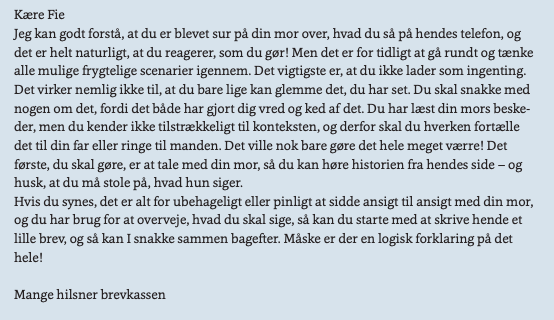 Kære Fie
Jeg kan godt forstå, at du er blevet sur på din mor over, hvad du så på hendes telefon, og
det er helt naturligt, at du reagerer, som du gør! Men det er for tidligt at gå rundt og tænke
alle mulige frygtelige scenarier igennem. Det vigtigste er, at du ikke lader som ingenting.
Det virker nemlig ikke til, at du bare lige kan glemme det, du har set. Du skal snakke med
nogen om det, fordi det både har gjort dig vred og ked af det. Du har læst din mors beske-
der, men du kender ikke tilstrækkeligt til konteksten, og derfor skal du hverken fortælle
det til din far eller ringe til manden. Det ville nok bare gøre det hele meget værre! Det
første, du skal gøre, er at tale med din mor, så du kan høre historien fra hendes side – og
husk, at du må stole på, hvad hun siger.
Hvis du synes, det er alt for ubehageligt eller pinligt at sidde ansigt til ansigt med din mor,
og du har brug for at overveje, hvad du skal sige, så kan du starte med at skrive hende et
lille brev, og så kan I snakke sammen bagefter. Måske er der en logisk forklaring på det
hele!
Mange hilsner brevkassen